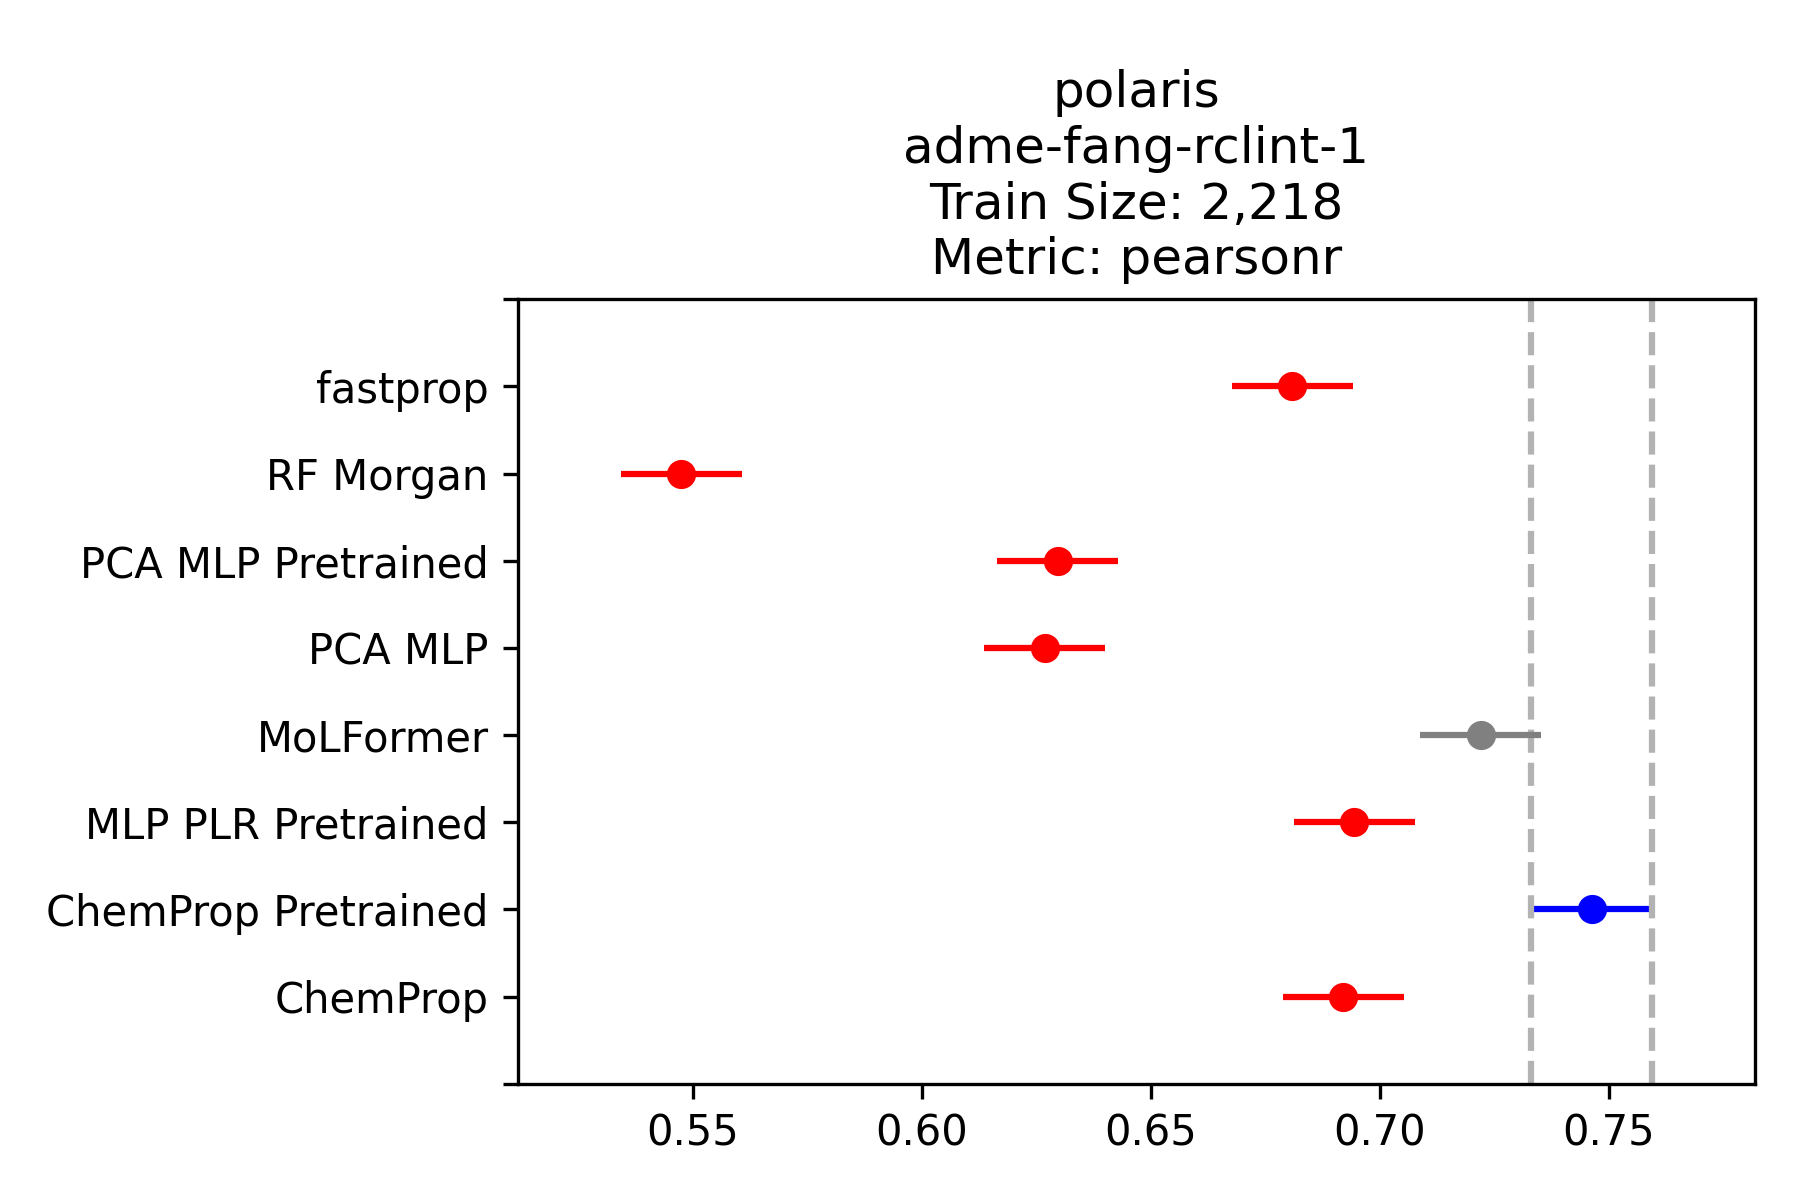 polaris
adme-fang-rclint-1
Train Size: 2,218
Metric: pearsonr
fastprop
RF Morgan
PCA MLP Pretrained
PCA MLP
MoLFormer
MLP PLR Pretrained
ChemProp Pretrained
ChemProp
0.55 0.60 0.65 0.70 0.75